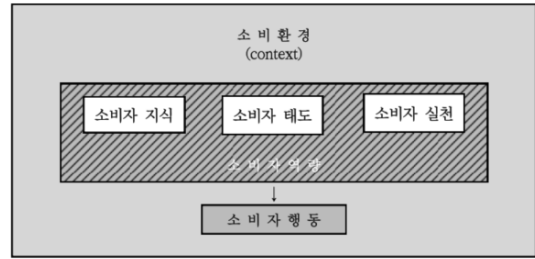 소 비 환 경
(context)
소비자 지식 소비자 태도 소비자 실천
소 비 자 역 량
↓
소 비 자 행 동